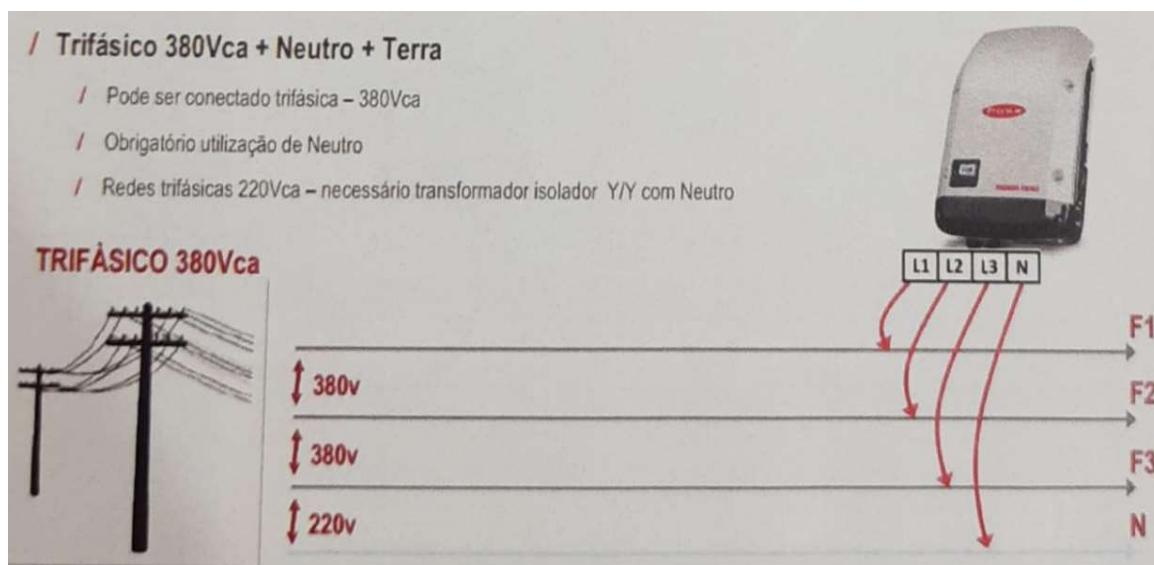 / Trifásico 380Vca + Neutro + Terra
/ Pode ser conectado trifásica – 380Vca
/ Obrigatório utilização de Neutro
/ Redes trifásicas 220Vca – necessário transformador isolador Y/Y com Neutro
TRIFÀSICO 380Vca
L1 L2 L3 N
F1
380v
F2
380v
F3
220v
N